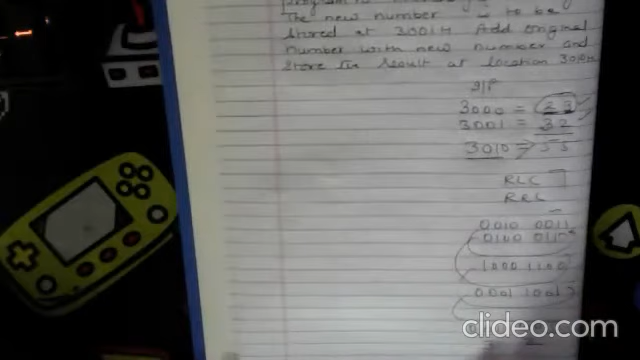 The new number is to be
stored at 3001H Add original
number with new number and
store the result at location 3010H
I/P
3000 = 23
3001 = 32
3010 = 55
RLC
RRC
0010 0011
0100 0110
1000 1100
0001 1001
clideo.com